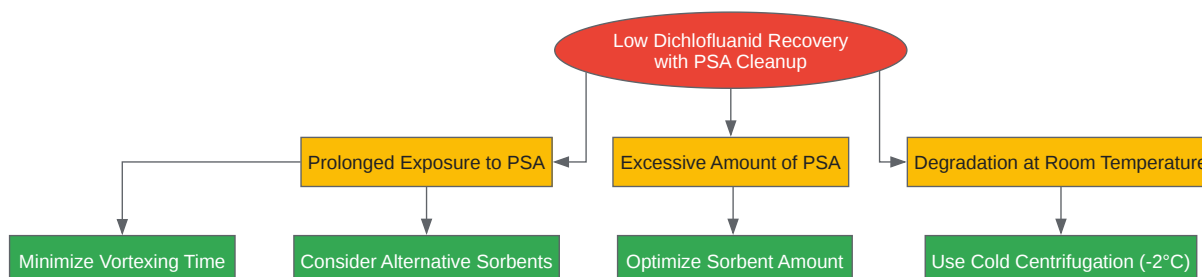 Low Dichlofluanid Recovery
with PSA Cleanup
Prolonged Exposure to PSA
Excessive Amount of PSA
Degradation at Room Temperature
Minimize Vortexing Time
Consider Alternative Sorbents
Optimize Sorbent Amount
Use Cold Centrifugation (-2°C)